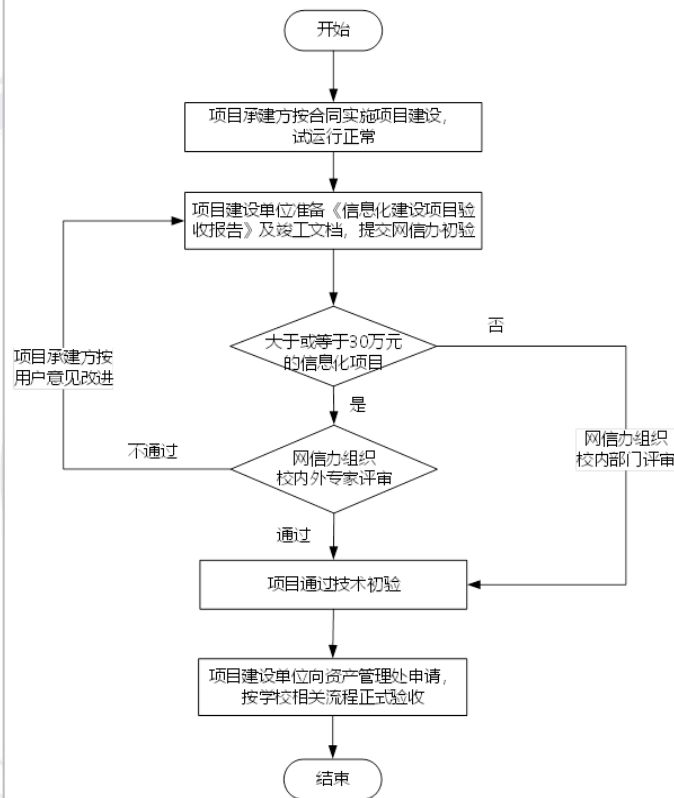 开始
项目承建方按合同实施项目建设，
试运行正常
项目建设单位准备《信息化建设项目验
收报告》及竣工文档，提交网信办初验
大于或等于30万元
的信息化项目
否
项目承建方按
用户意见改进
是
不通过
网信办组织
校内外专家评审
网信办组织
校内部门评审
通过
项目通过技术初验
项目建设单位向资产管理处申请，
按学校相关流程正式验收
结束